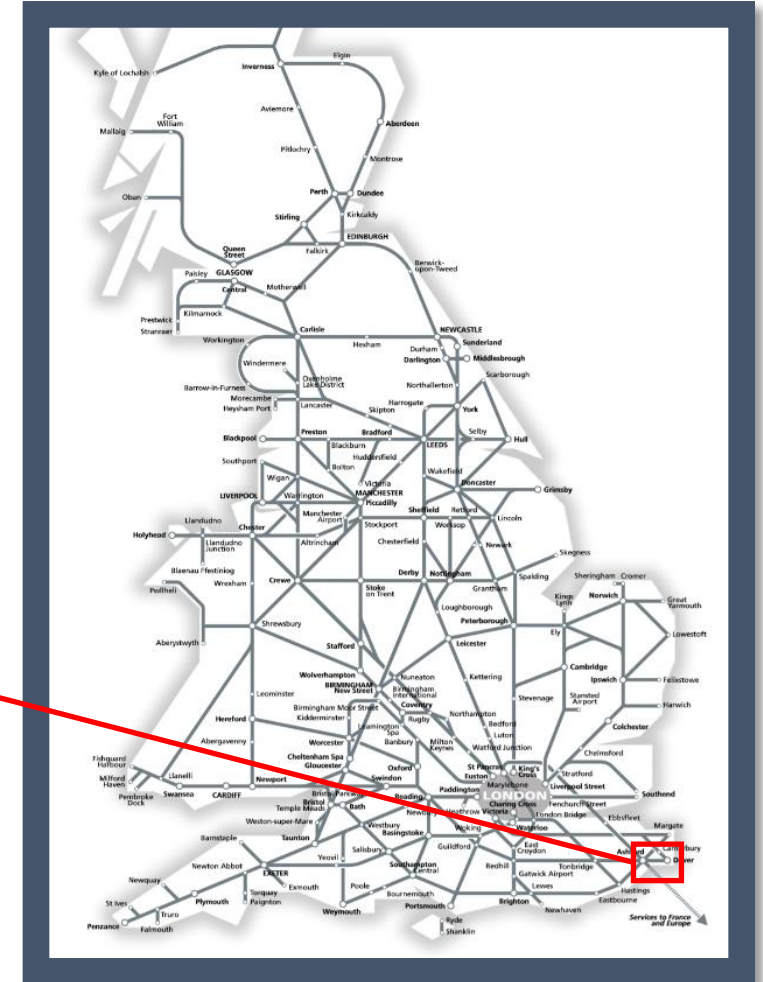 Elgin
Inverness
Kyle of Lochalsh
Aviemore
Fort
William
Aberdeen
Mallaig
Pitlochry
Montrose
Perth
Dundee
Oban
Stirling
Kirkcaldy
EDINBURGH
Queen
Street
Falkirk
Berwick-
upon-Tweed
Paisley
GLASGOW
Central
Motherwell
Prestwick
Kilmarnock
Stranraer
Carlisle
NEWCASTLE
Workington
Hexham
Durham
Sunderland
Darlington
Middlesbrough
Windermere
Scarborough
Oxenholme
Lake District
Northallerton
Barrow-in-Furness
Morecambe
Heysham Port
Lancaster
Harrogate
Skipton
York
Blackpool
Preston
Bradford
Selby
Hull
Blackburn
LEEDS
Huddersfield
Southport
Bolton
Wakefield
Wigan
Victoria
Doncaster
MANCHESTER
Piccadilly
Grimsby
LIVERPOOL
Warrington
Manchester
Airport
Sheffield
Retford
Lincoln
Llandudno
Stockport
Worksop
Holyhead
Chester
Llandudno
Junction
Altrincham
Chesterfield
Newark
Skegness
Blaenau Ffestiniog
Derby
Nottingham
Spalding
Sheringham
Cromer
Pwllheli
Wrexham
Crewe
Stoke
on Trent
Grantham
Kings
Lynn
Norwich
Great
Yarmouth
Loughborough
Peterborough
Shrewsbury
Ely
Lowestoft
Aberystwyth
Stafford
Leicester
Wolverhampton
Cambridge
BIRMINGHAM
New Street
Nuneaton
Kettering
Ipswich
Felixstowe
Birmingham
International
Leominster
Coventry
Stevenage
Stansted
Airport
Harwich
Birmingham Moor Street
Kidderminster
Rugby
Northampton
Hereford
Leamington
Spa
Bedford
Colchester
Worcester
Banbury
Milton
Keynes
Luton
Abergavenny
Watford Junction
Chelmsford
Cheltenham Spa
Gloucester
Fishguard
Harbour
Oxford
St Pancras
Euston
King's
Cross
Stratford
Milford
Haven
Llanelli
Swindon
Marylebone
Liverpool Street
Pembroke
Dock
Swansea
CARDIFF
Newport
Bristol Parkway
Reading
Paddington
LONDON
Southend
Bristol
Temple Meads
Bath
Newbury
Heathrow
Victoria
Charing Cross
Fenchurch Street
London Bridge
Ebbsfleet
Weston-super-Mare
Westbury
Basingstoke
Woking
Waterloo
Margate
Barnstaple
Taunton
Guildford
East
Croydon
Ashford
Canterbury
Salisbury
Dover
Newton Abbot
Yeovil
Southampton
Central
Redhill
Tonbridge
Gatwick Airport
Newquay
EXETER
Exmouth
Poole
Bournemouth
Lewes
Hastings
Eastbourne
St Ives
Plymouth
Torquay
Paignton
Weymouth
Portsmouth
Brighton
Newhaven
Truro
Penzance
Falmouth
Ryde
Shanklin
Services to France
and Europe